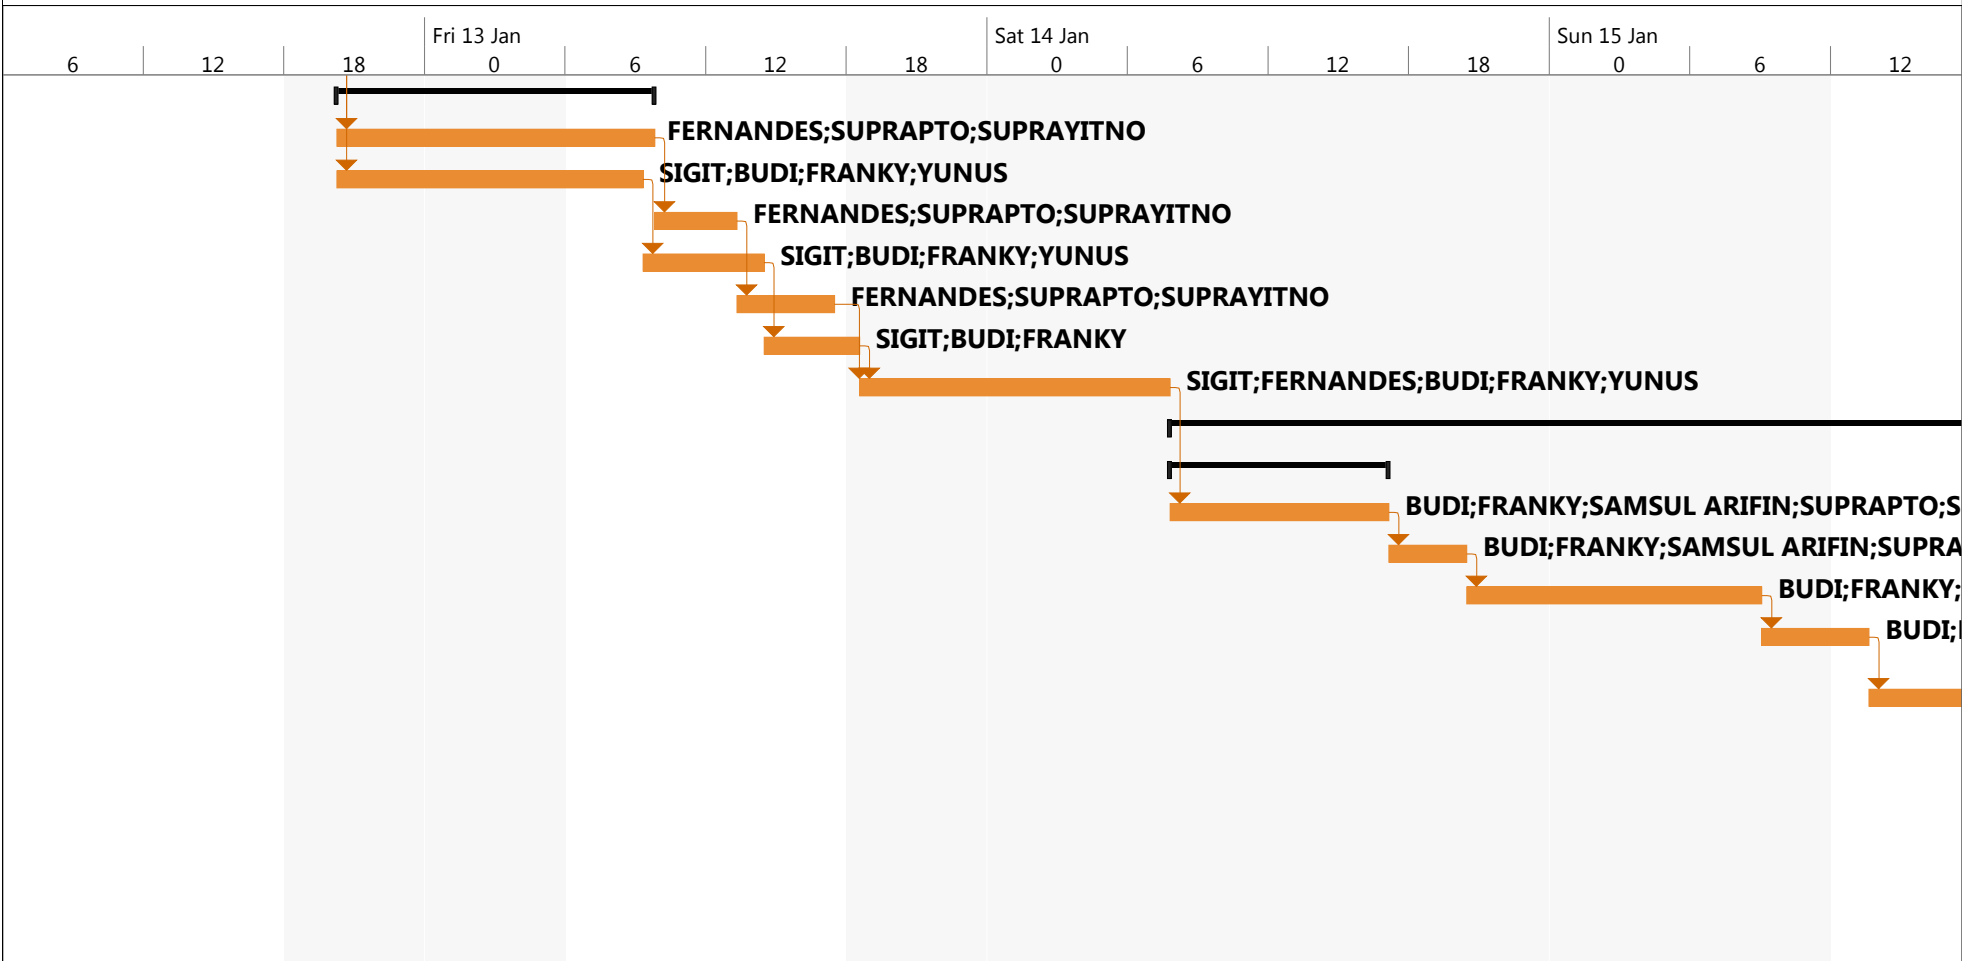 Fri 13 Jan Sat 14 Jan Sun 15 Jan
6 12 18 0 6 12 18 0 6 12 18 0 6 12
FERNANDES;SUPRAPTO;SUPRAYITNO
SIGIT;BUDI;FRANKY;YUNUS
FERNANDES;SUPRAPTO;SUPRAYITNO
SIGIT;BUDI;FRANKY;YUNUS
FERNANDES;SUPRAPTO;SUPRAYITNO
SIGIT;BUDI;FRANKY
SIGIT;FERNANDES;BUDI;FRANKY;YUNUS
BUDI;FRANKY;SAMSUL ARIFIN;SUPRAPTO;S
BUDI;FRANKY;SAMSUL ARIFIN;SUPRA
BUDI;FRANKY;
BUDI;